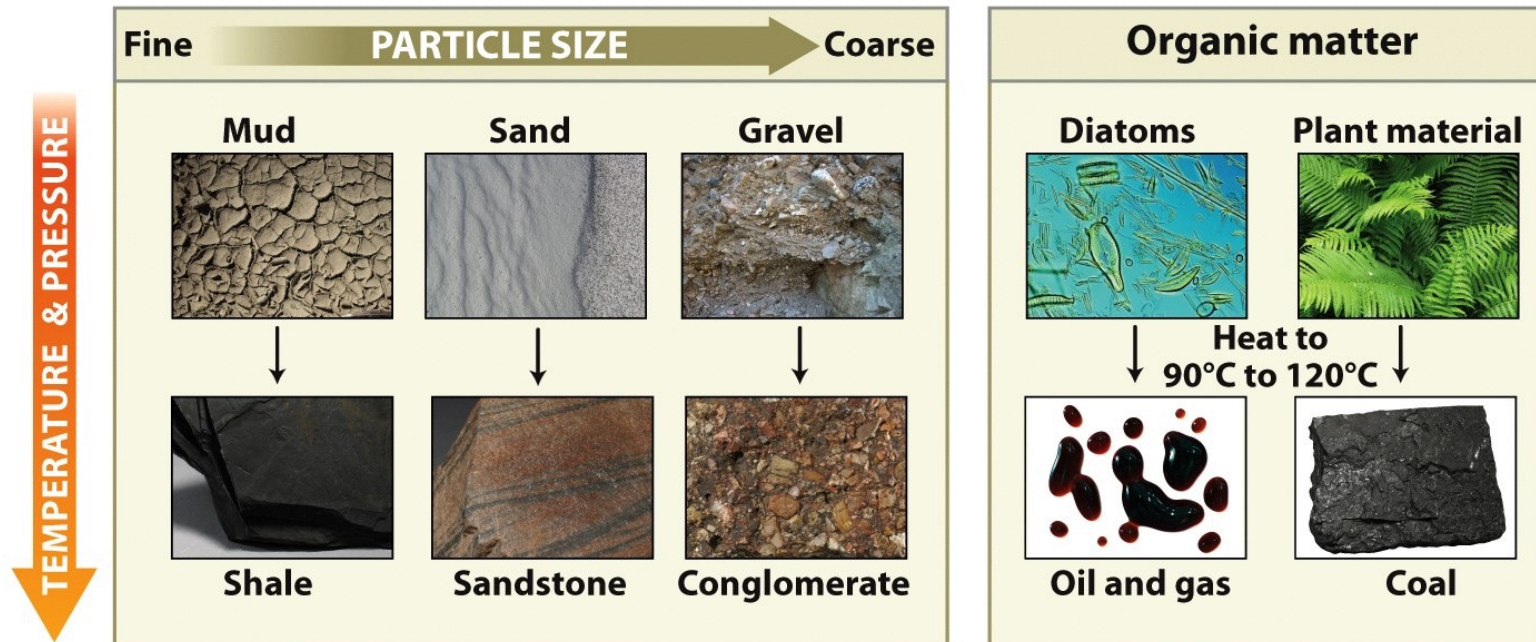 Fine PARTICLE SIZE Coarse
Organic matter
TEMPERATURE & PRESSURE
Mud
Sand
Gravel
Diatoms
Plant material
Heat to
90°C to 120°C
Shale
Sandstone
Conglomerate
Oil and gas
Coal